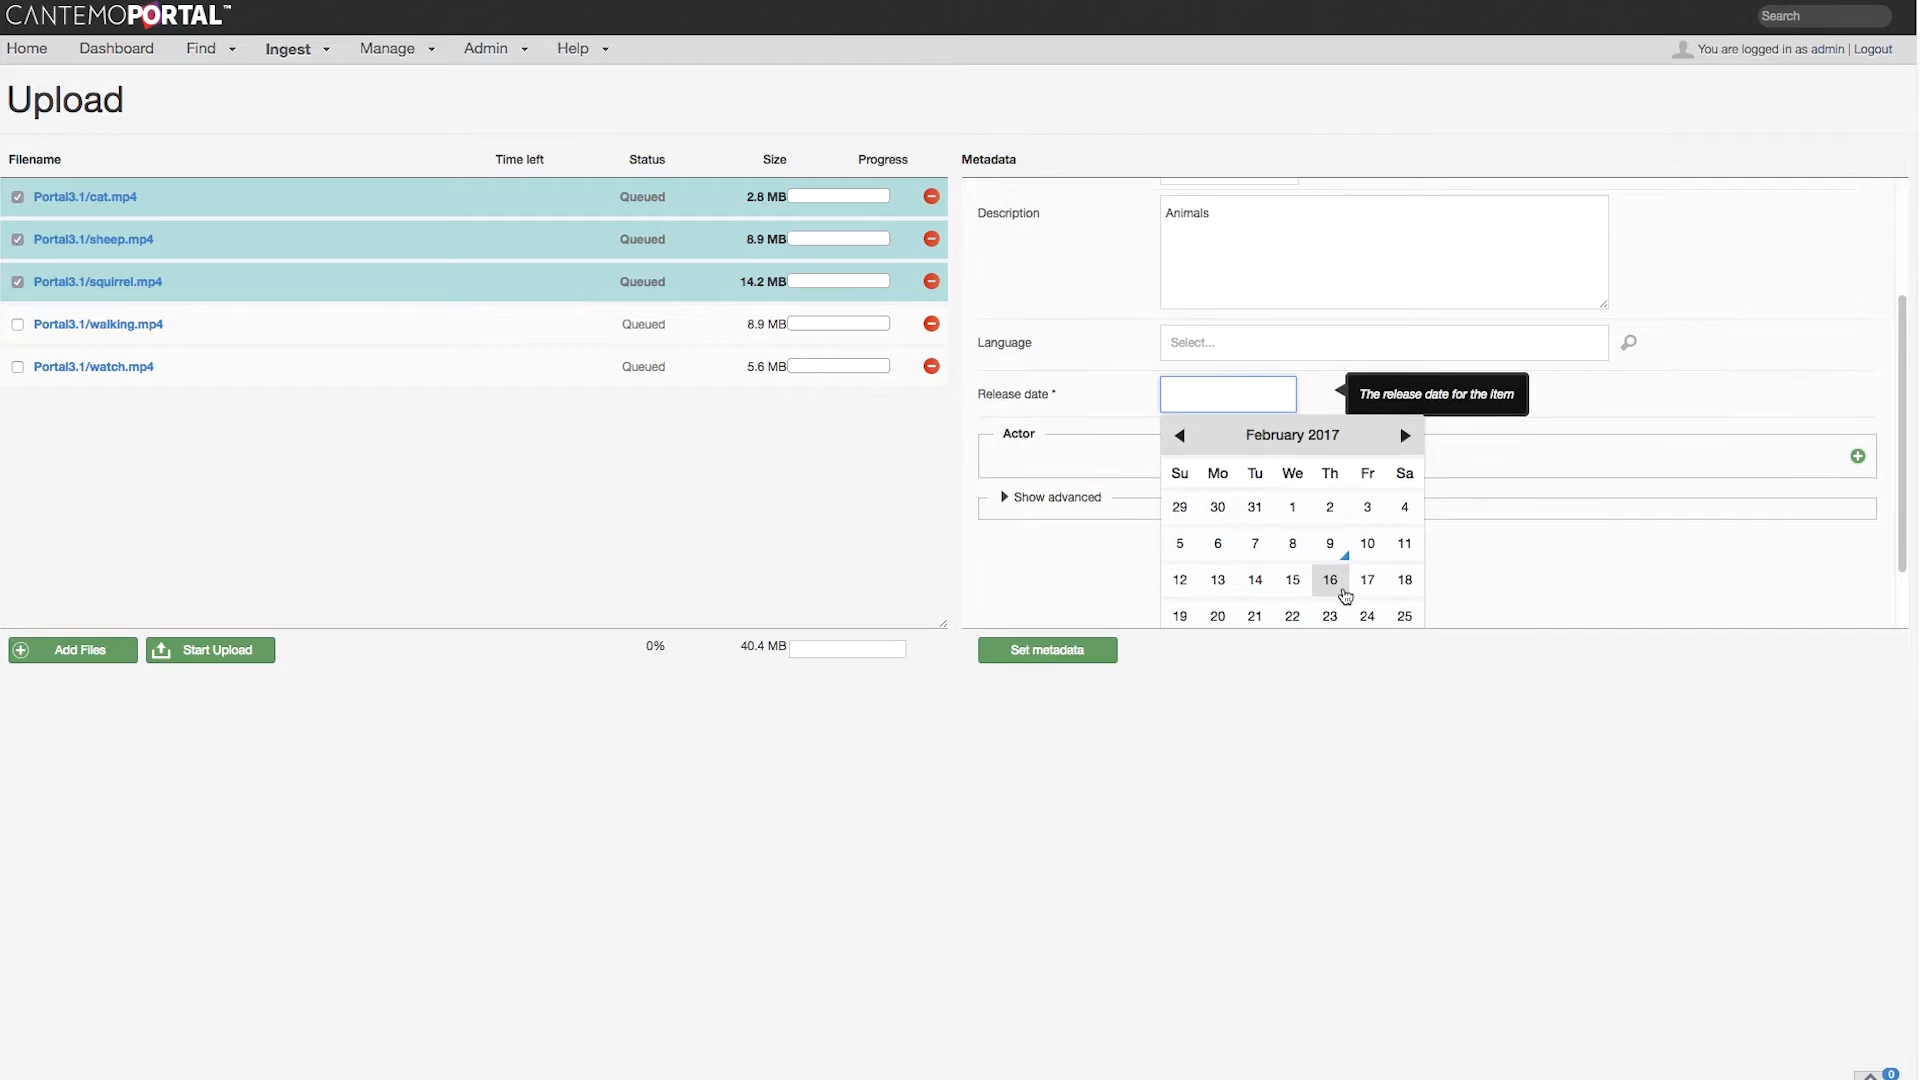 CANTEMOPORTAL™
Search
Home Dashboard Find Ingest Manage Admin Help
You are logged in as admin | Logout
Upload
Filename Time left Status Size Progress
Portal3.1/cat.mp4 Queued 2.8 MB
Portal3.1/sheep.mp4 Queued 8.9 MB
Portal3.1/squirrel.mp4 Queued 14.2 MB
Portal3.1/walking.mp4 Queued 8.9 MB
Portal3.1/watch.mp4 Queued 5.6 MB
Add Files Start Upload 0% 40.4 MB
Metadata
Description Animals
Language Select...
Release date * The release date for the item
Actor
Show advanced
February 2017
Su Mo Tu We Th Fr Sa
29 30 31 1 2 3 4
5 6 7 8 9 10 11
12 13 14 15 16 17 18
19 20 21 22 23 24 25
Set metadata
0